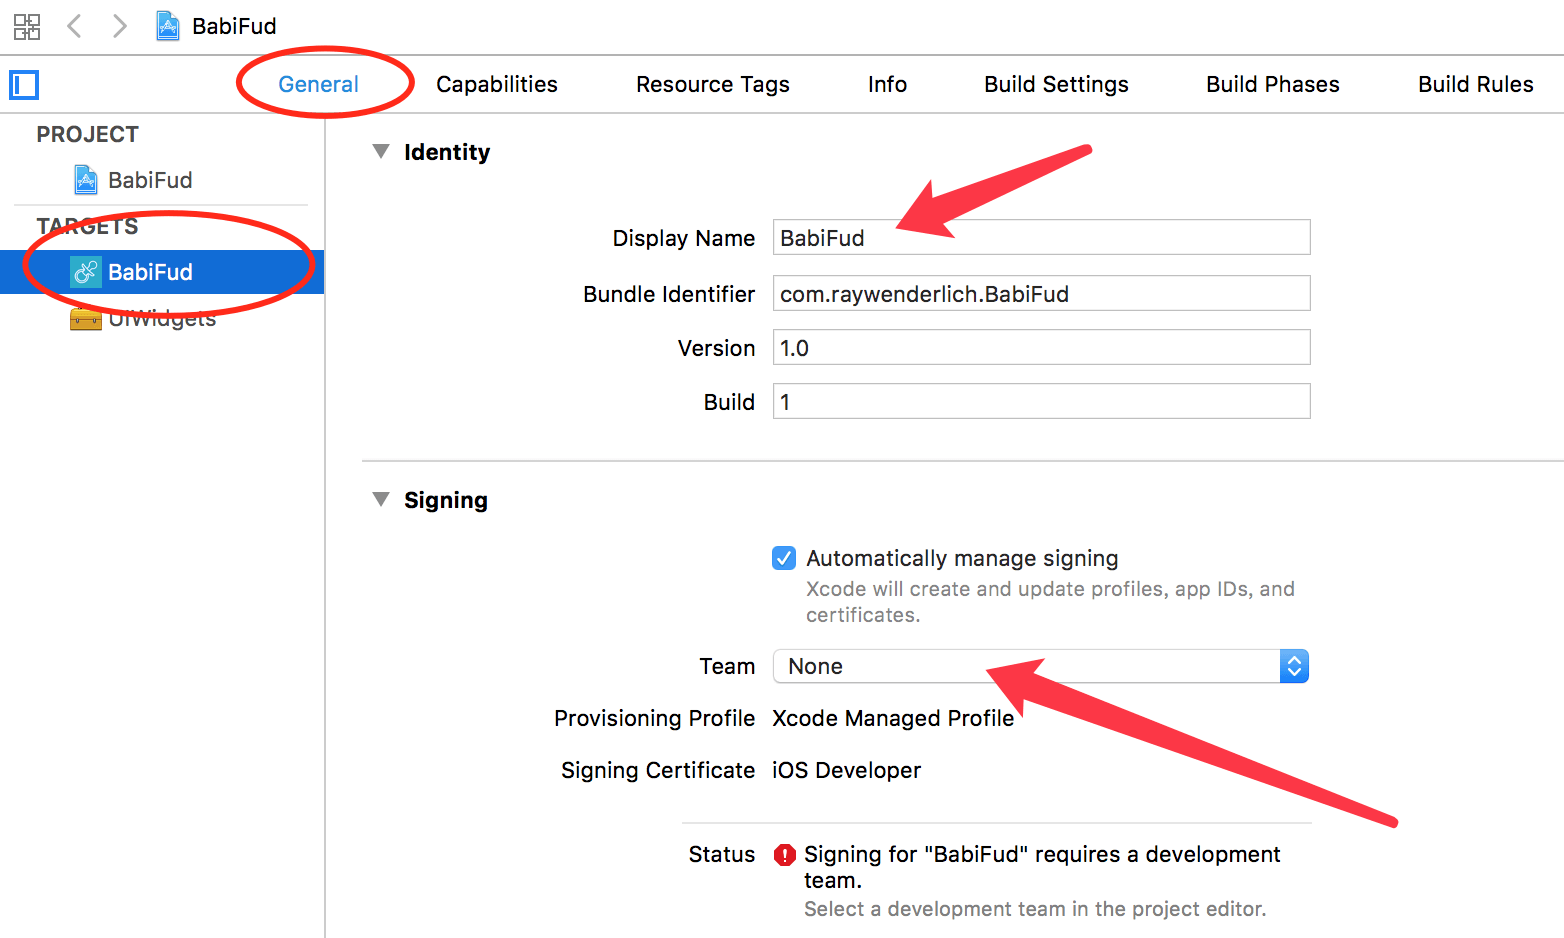 BabiFud
General Capabilities Resource Tags Info Build Settings Build Phases Build Rules
PROJECT
BabiFud
TARGETS
BabiFud
UIWidgets
Identity
Display Name BabiFud
Bundle Identifier com.raywenderlich.BabiFud
Version 1.0
Build 1
Signing
Automatically manage signing
Xcode will create and update profiles, app IDs, and
certificates.
Team None
Provisioning Profile Xcode Managed Profile
Signing Certificate iOS Developer
Status Signing for "BabiFud" requires a development
team.
Select a development team in the project editor.